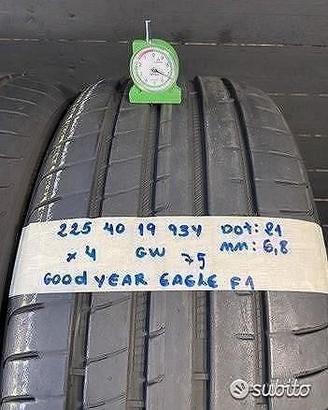 225 40 19 93Y DOT: 21
x 4 GW 75 mm: 6,8
GOOD YEAR EAGLE F1
subito